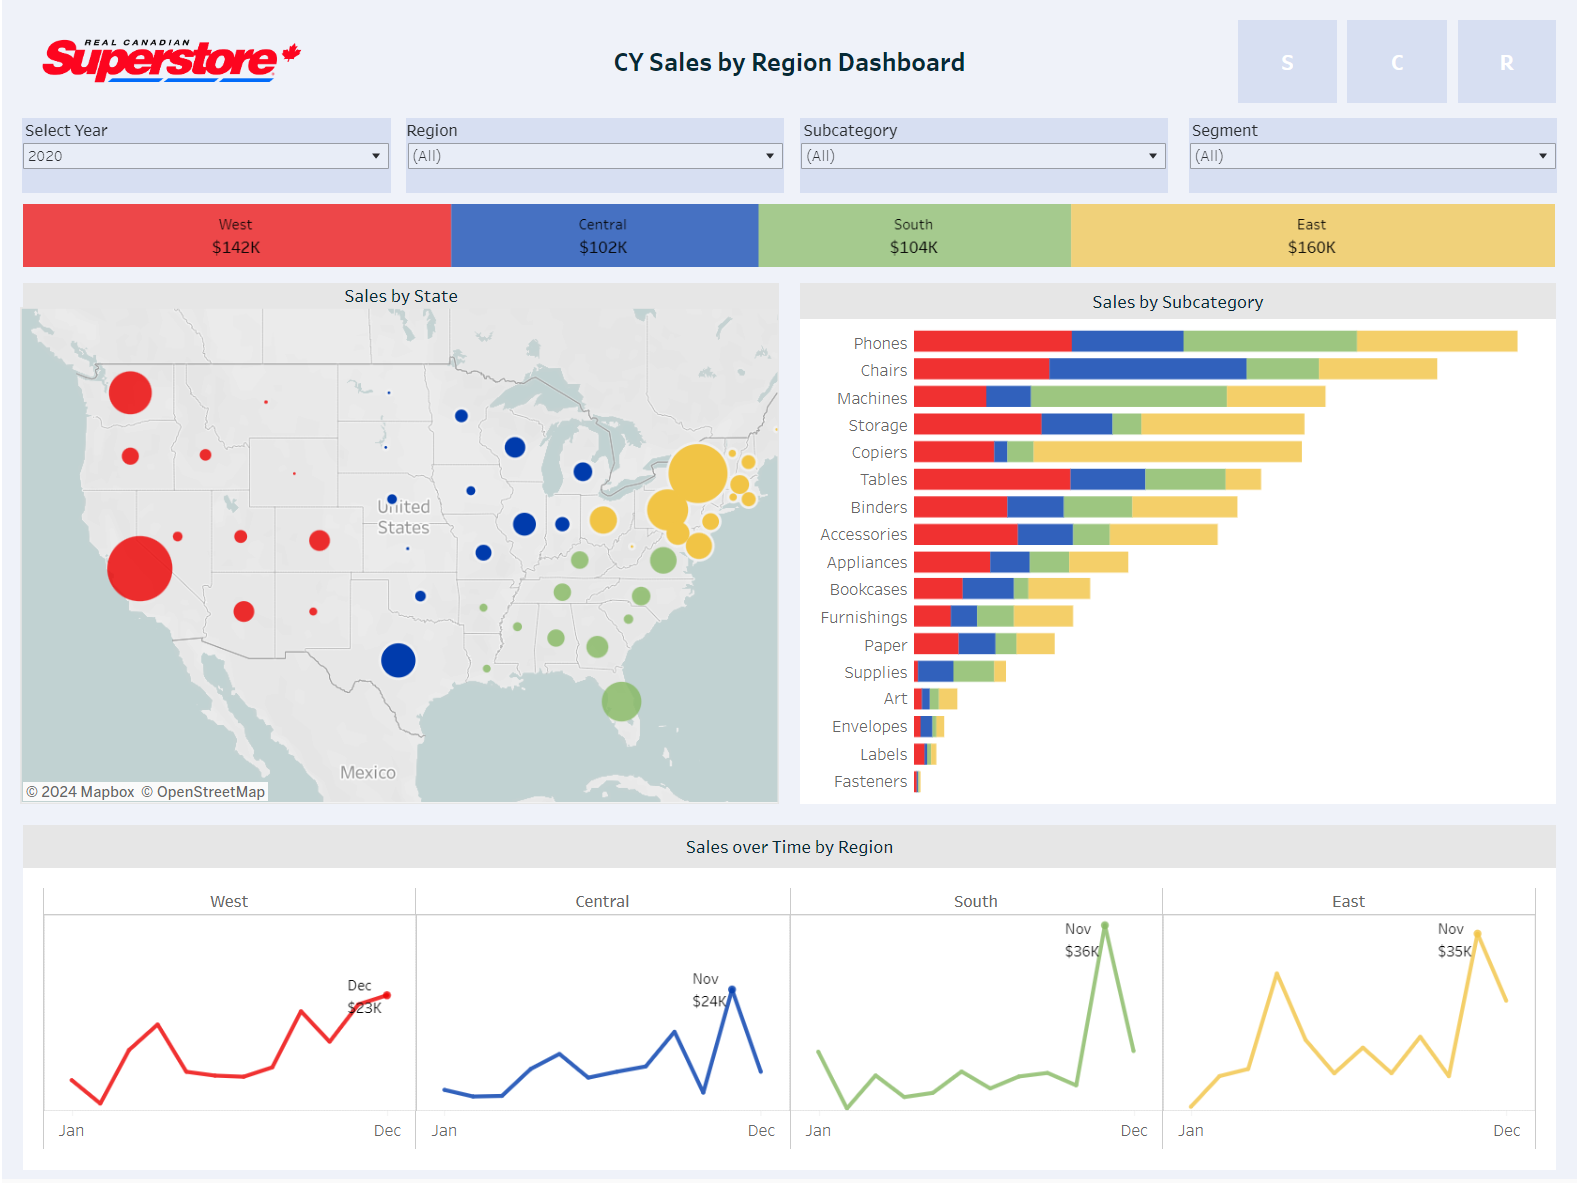 REAL CANADIAN
Superstore
CY Sales by Region Dashboard
S
C
R
Select Year
Region
Subcategory
Segment
2020
(All)
(All)
(All)
West
Central
South
East
$142K
$102K
$104K
$160K
Sales by State
United
States
Mexico
© 2024 Mapbox © OpenStreetMap
Sales by Subcategory
Phones
Chairs
Machines
Storage
Copiers
Tables
Binders
Accessories
Appliances
Bookcases
Furnishings
Paper
Supplies
Art
Envelopes
Labels
Fasteners
Sales over Time by Region
West
Central
South
East
Dec
$23K
Nov
$24K
Nov
$36K
Nov
$35K
Jan
Dec
Jan
Dec
Jan
Dec
Jan
Dec